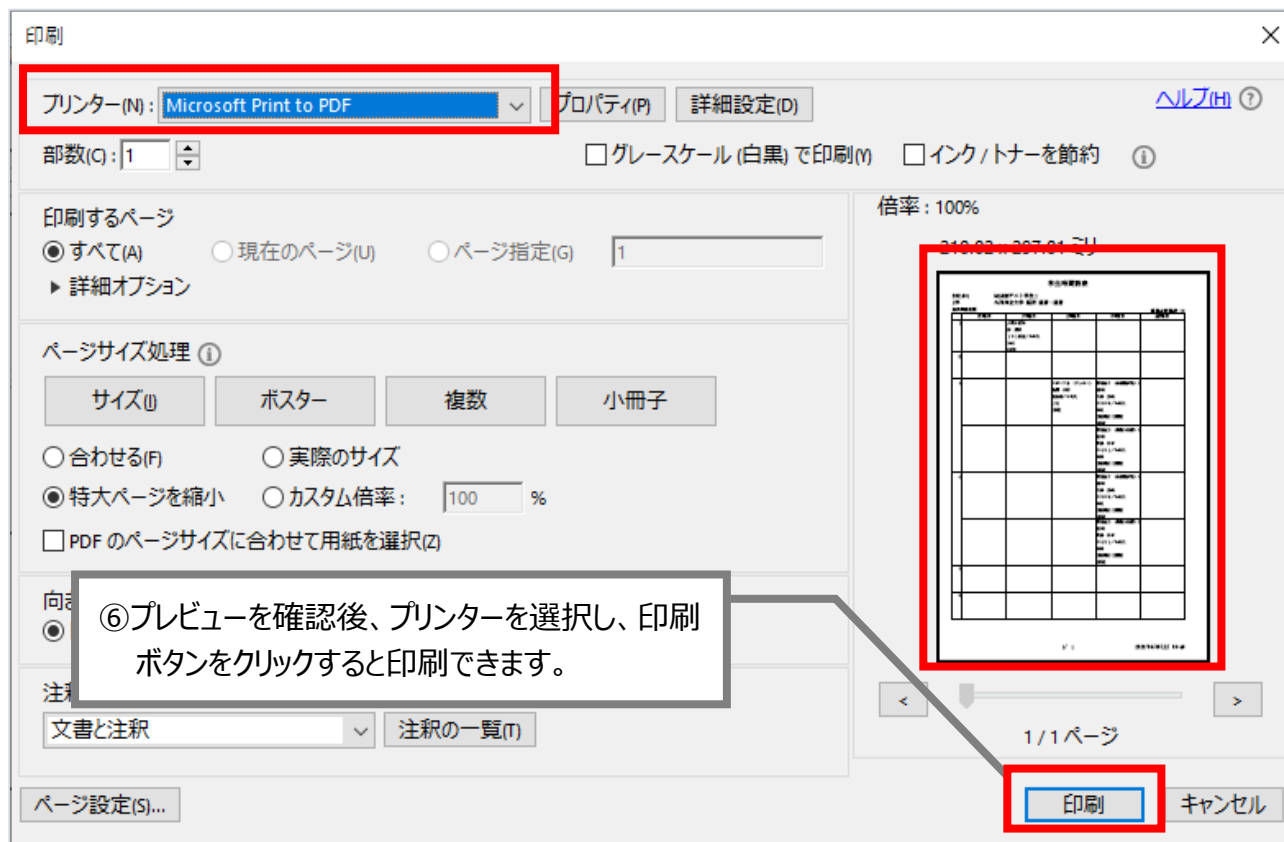 印刷
プリンター(N): Microsoft Print to PDF プロパティ(P) 詳細設定(D) ヘルプ(H)
部数(C): 1 グレースケール (白黒) で印刷(Y) インク / トナーを節約
印刷するページ
すべて(A) 現在のページ(U) ページ指定(G) 1
詳細オプション
倍率 : 100%
ページサイズ処理
サイズ(I) ポスター 複数 小冊子
合わせる(F) 実際のサイズ
特大ページを縮小 カスタム倍率 : 100 %
PDF のページサイズに合わせて用紙を選択(Z)
⑥プレビューを確認後、プリンターを選択し、印刷
ボタンをクリックすると印刷できます。
文書と注釈 注釈の一覧(T)
< >
1 / 1 ページ
ページ設定(S)... 印刷 キャンセル